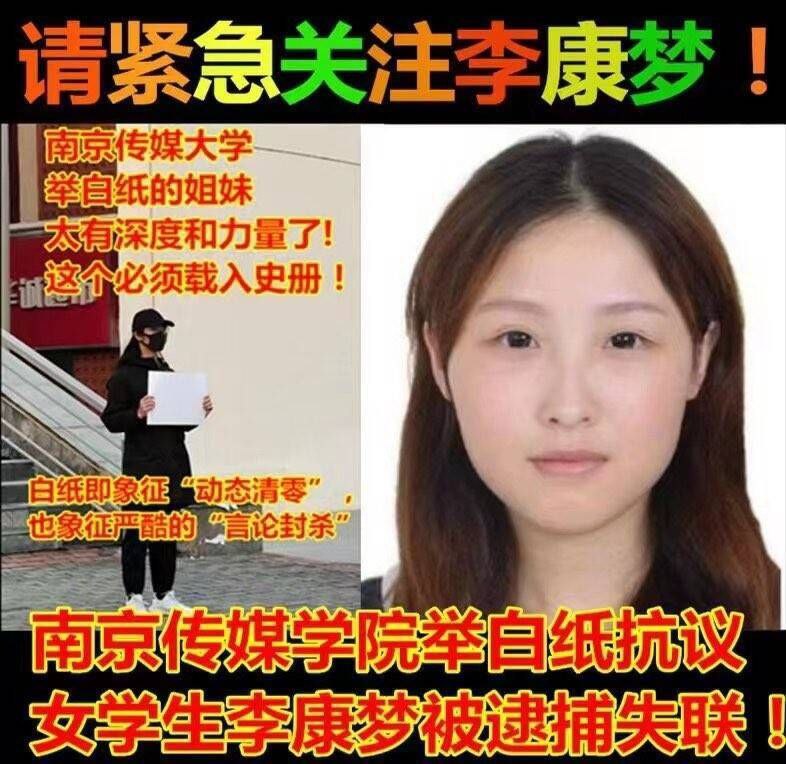 请紧急关注李康梦！
南京传媒大学
举白纸的姐妹
太有深度和力量了!
这个必须载入史册！
白纸即象征“动态清零”，
也象征严酷的“言论封杀”
南京传媒学院举白纸抗议
女学生李康梦被逮捕失联！